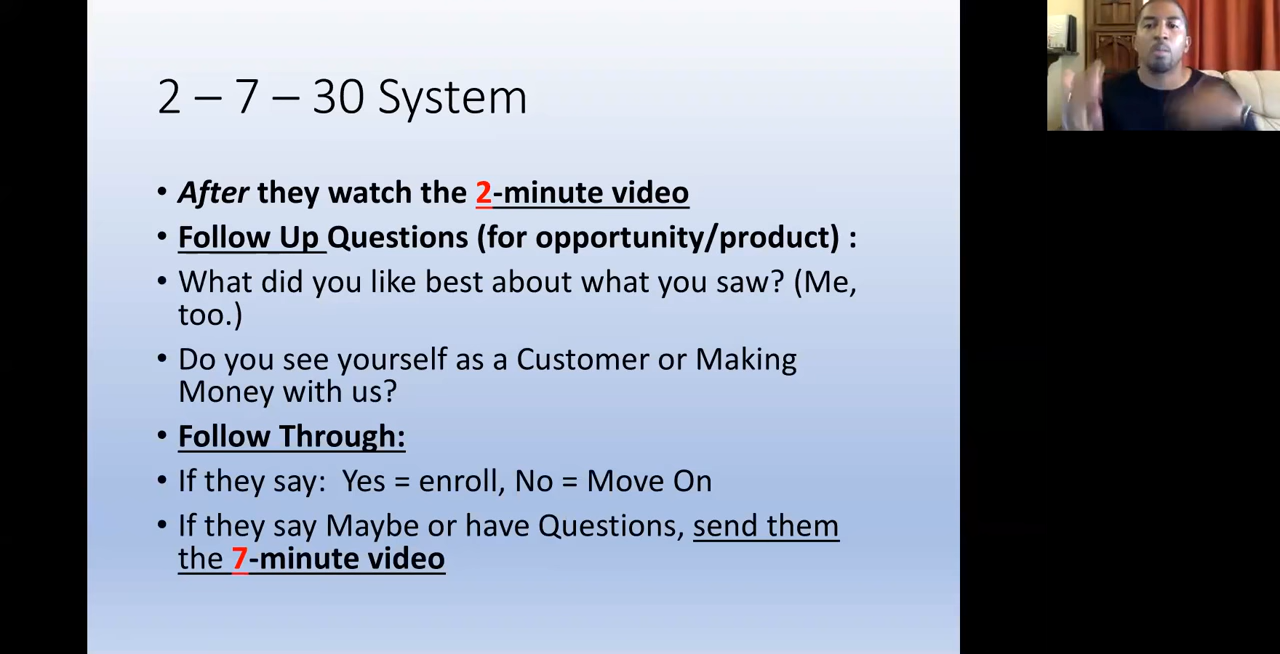 2 – 7 – 30 System
• After they watch the 2-minute video
• Follow Up Questions (for opportunity/product) :
• What did you like best about what you saw? (Me,
too.)
• Do you see yourself as a Customer or Making
Money with us?
• Follow Through:
• If they say:  Yes = enroll, No = Move On
• If they say Maybe or have Questions, send them
the 7-minute video